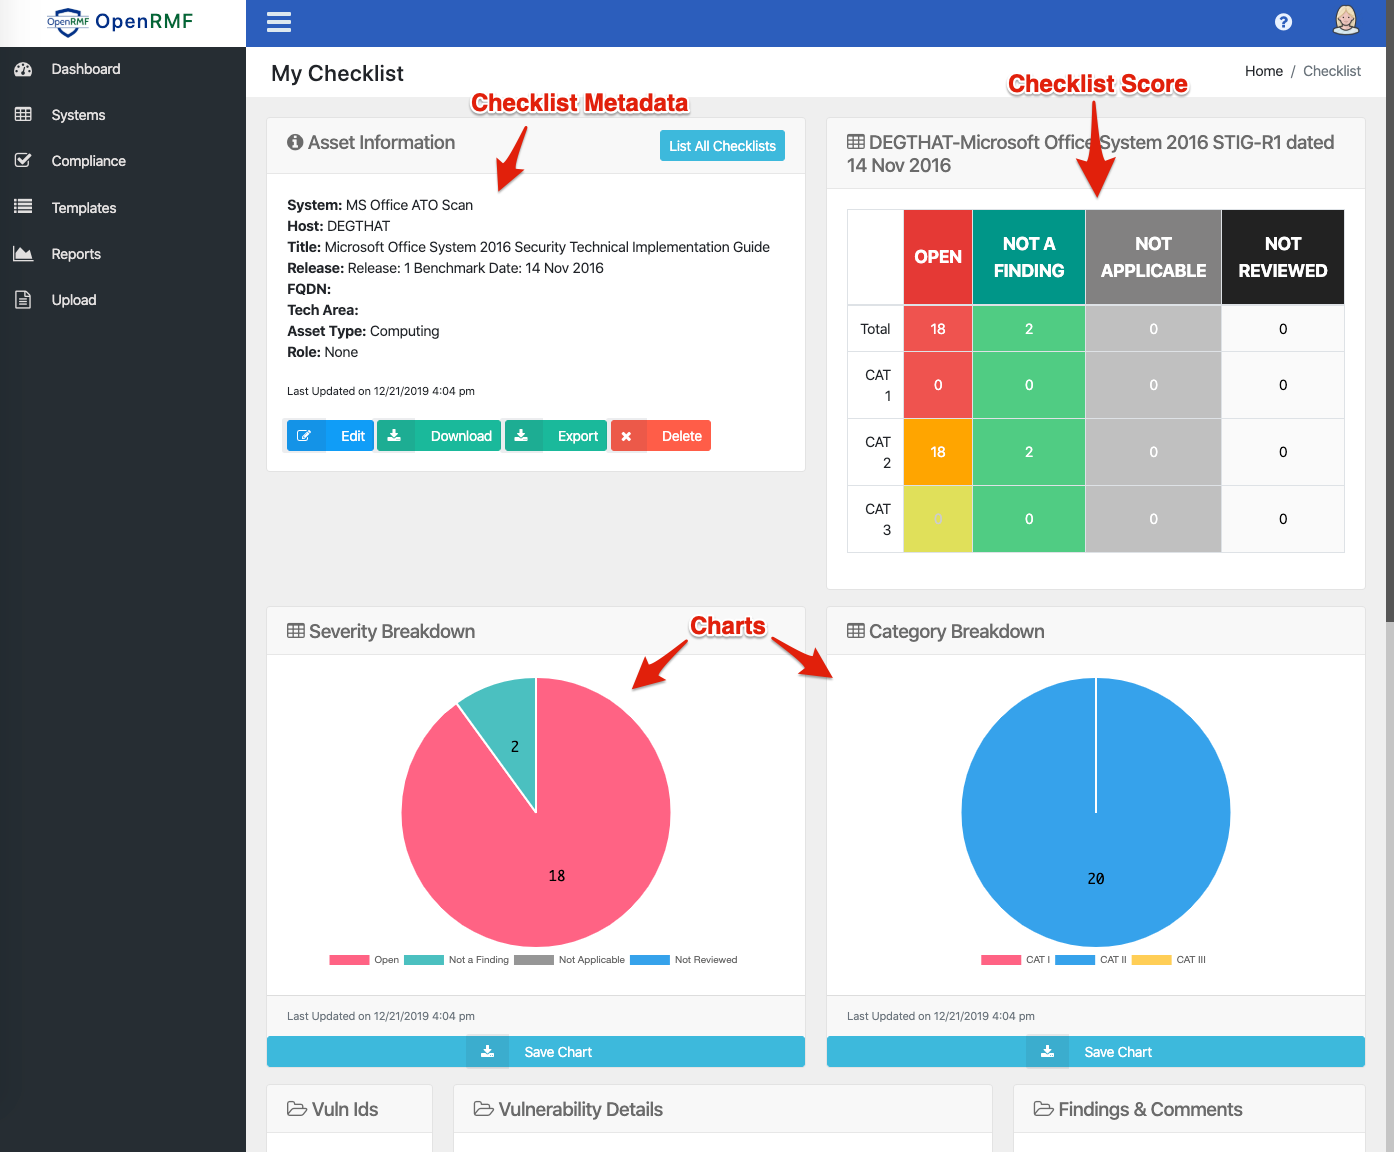 OpenRMF OpenRMF
Dashboard
Systems
Compliance
Templates
Reports
Upload
My Checklist
Home / Checklist
Checklist Metadata
Checklist Score
Asset Information
List All Checklists
System: MS Office ATO Scan
Host: DEGTHAT
Title: Microsoft Office System 2016 Security Technical Implementation Guide
Release: Release: 1 Benchmark Date: 14 Nov 2016
FQDN:
Tech Area:
Asset Type: Computing
Role: None
Last Updated on 12/21/2019 4:04 pm
Edit Download Export Delete
DEGTHAT-Microsoft Office System 2016 STIG-R1 dated
14 Nov 2016
OPEN NOT A FINDING NOT APPLICABLE NOT REVIEWED
Total 18 2 0 0
CAT 1 0 0 0 0
CAT 2 18 2 0 0
CAT 3 0 0 0 0
Charts
Severity Breakdown
2
18
Open Not a Finding Not Applicable Not Reviewed
Last Updated on 12/21/2019 4:04 pm
Save Chart
Category Breakdown
20
CAT I CAT II CAT III
Last Updated on 12/21/2019 4:04 pm
Save Chart
Vuln Ids
Vulnerability Details
Findings & Comments